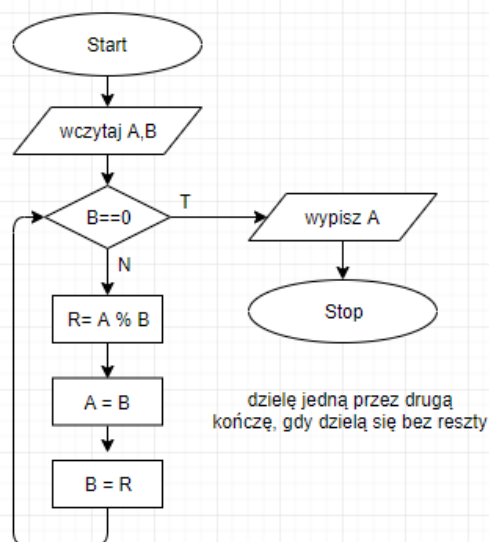 Start
wczytaj A,B
B==0
T
wypisz A
N
Stop
R= A % B
A = B
B = R
dzielę jedną przez drugą
kończę, gdy dzielą się bez reszty